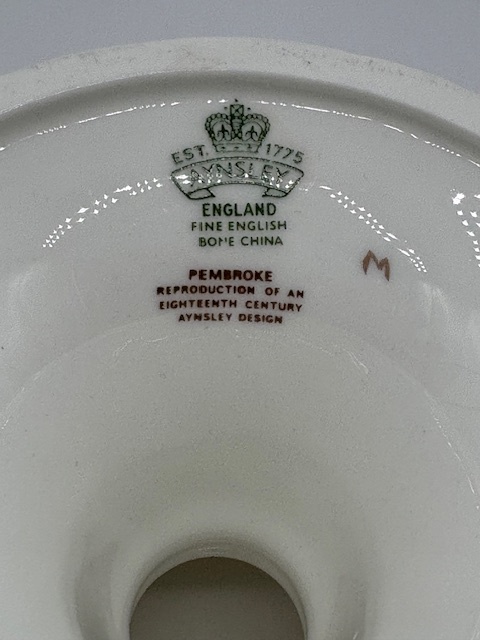 EST. 1775
AYNSLEY
ENGLAND
FINE ENGLISH
BONE CHINA
M
PEMBROKE
REPRODUCTION OF AN
EIGHTEENTH CENTURY
AYNSLEY DESIGN